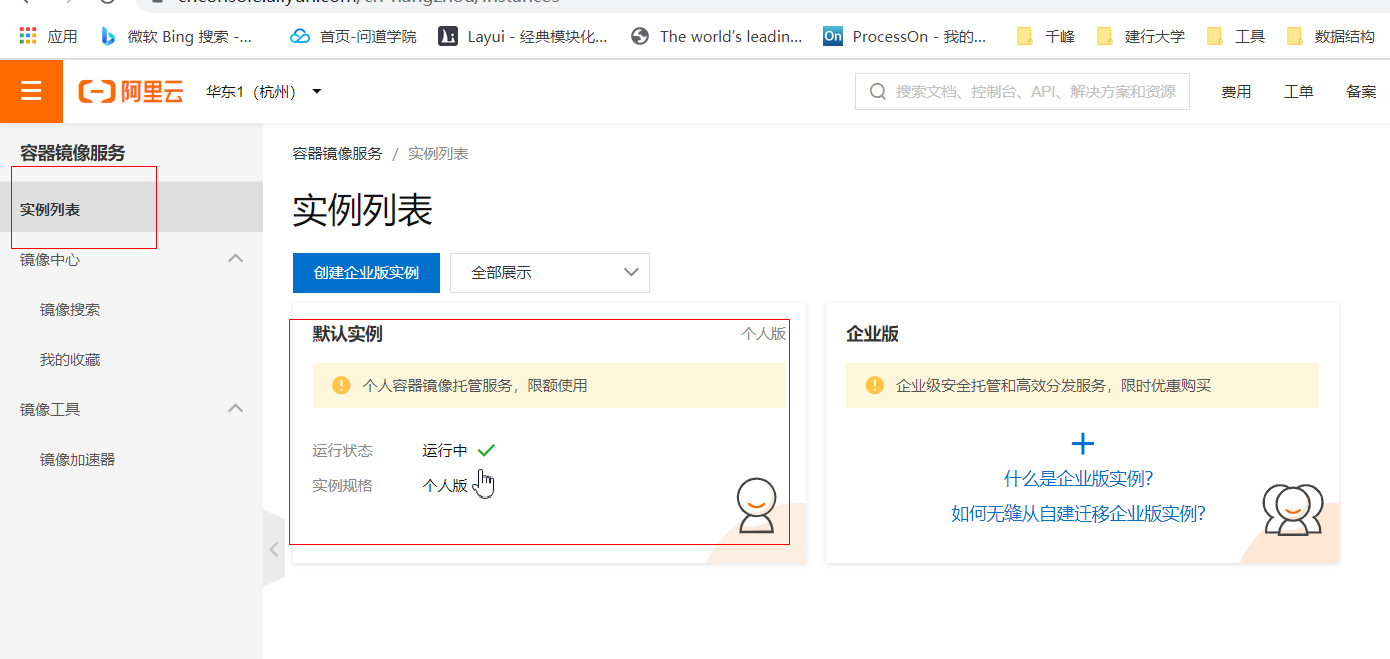 应用
微软 Bing 搜索 -...
首页-问道学院
Layui - 经典模块化...
The world's leadin...
On
ProcessOn - 我的...
千峰
建行大学
工具
数据结构
阿里云
华东1（杭州）
搜索文档、控制台、API、解决方案和资源
费用
工单
备案
容器镜像服务
实例列表
镜像中心
镜像搜索
我的收藏
镜像工具
镜像加速器
容器镜像服务 / 实例列表
实例列表
创建企业版实例
全部展示
默认实例
个人版
个人容器镜像托管服务，限额使用
运行状态 运行中
实例规格 个人版
企业版
企业级安全托管和高效分发服务，限时优惠购买
什么是企业版实例?
如何无缝从自建迁移企业版实例?